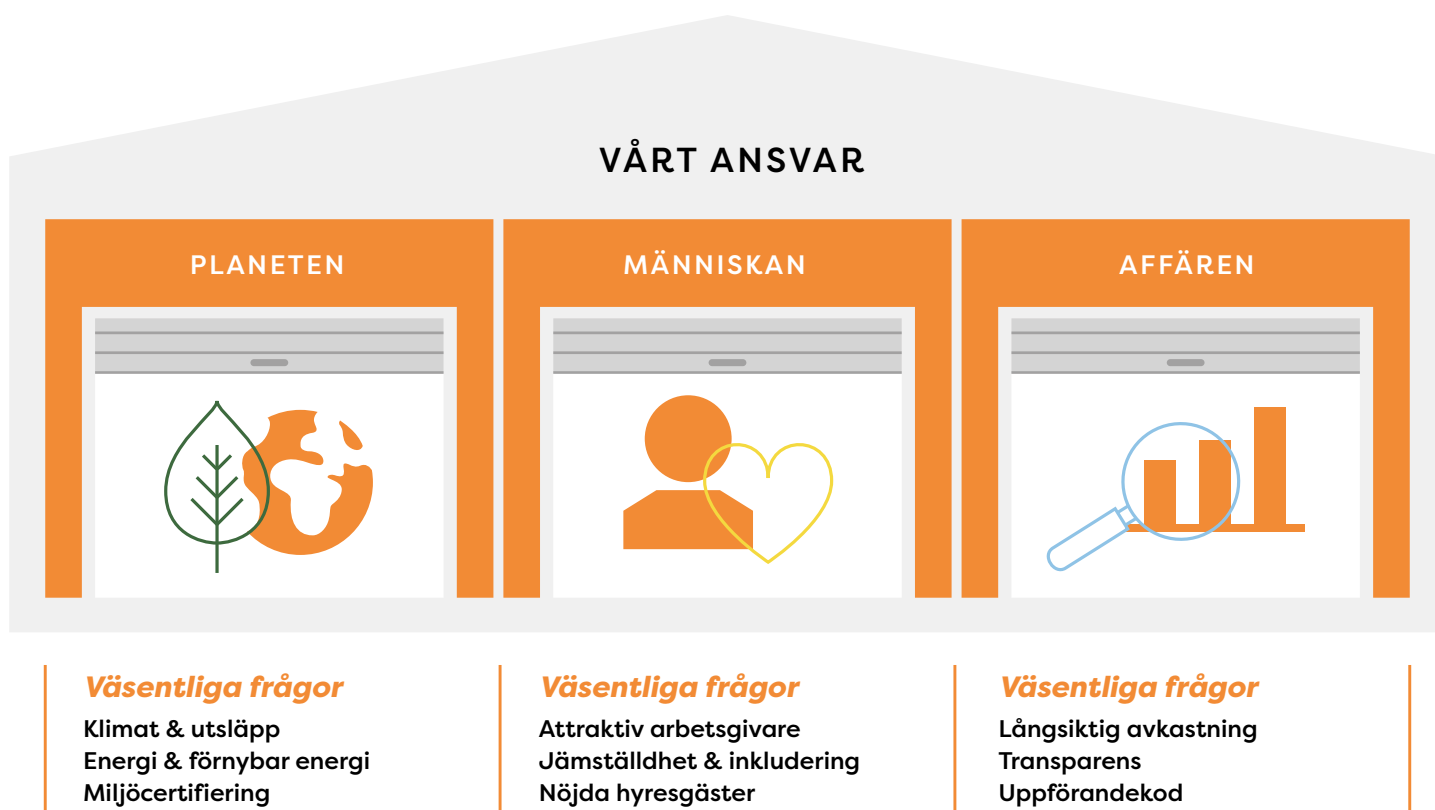 VÅRT ANSVAR
PLANETEN
MÄNNISKAN
AFFÄREN
Väsentliga frågor
Klimat & utsläpp
Energi & förnybar energi
Miljöcertifiering
Väsentliga frågor
Attraktiv arbetsgivare
Jämställdhet & inkludering
Nöjda hyresgäster
Väsentliga frågor
Långsiktig avkastning
Transparens
Uppförandekod